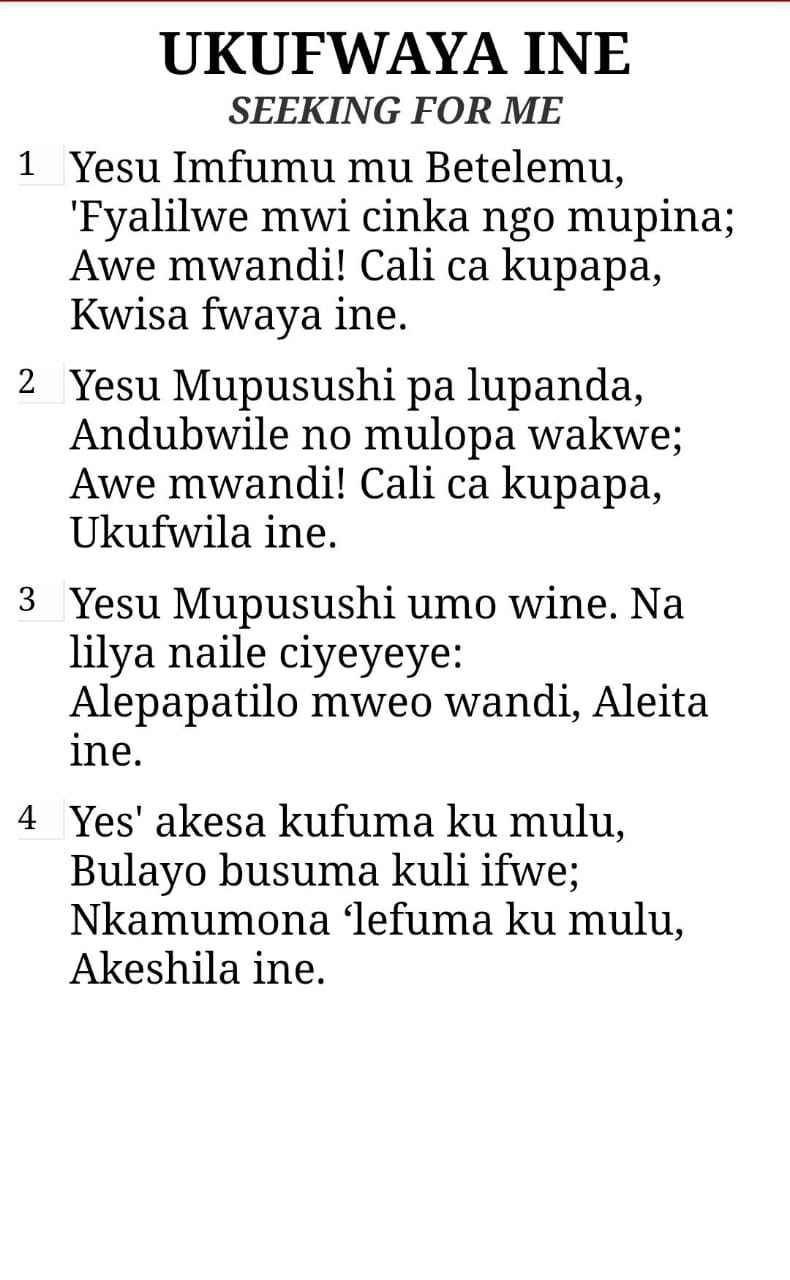 UKUFWAYA INE
SEEKING FOR ME
1 Yesu Imfumu mu Betelemu,
'Fyalilwe mwi cinka ngo mupina;
Awe mwandi! Cali ca kupapa,
Kwisa fwaya ine.
2 Yesu Mupusushi pa lupanda,
Andubwile no mulopa wakwe;
Awe mwandi! Cali ca kupapa,
Ukufwila ine.
3 Yesu Mupusushi umo wine. Na
lilya naile ciyeyeye:
Alepapatilo mweo wandi, Aleita
ine.
4 Yes' akesa kufuma ku mulu,
Bulayo busuma kuli ifwe;
Nkamumona ‘lefuma ku mulu,
Akeshila ine.